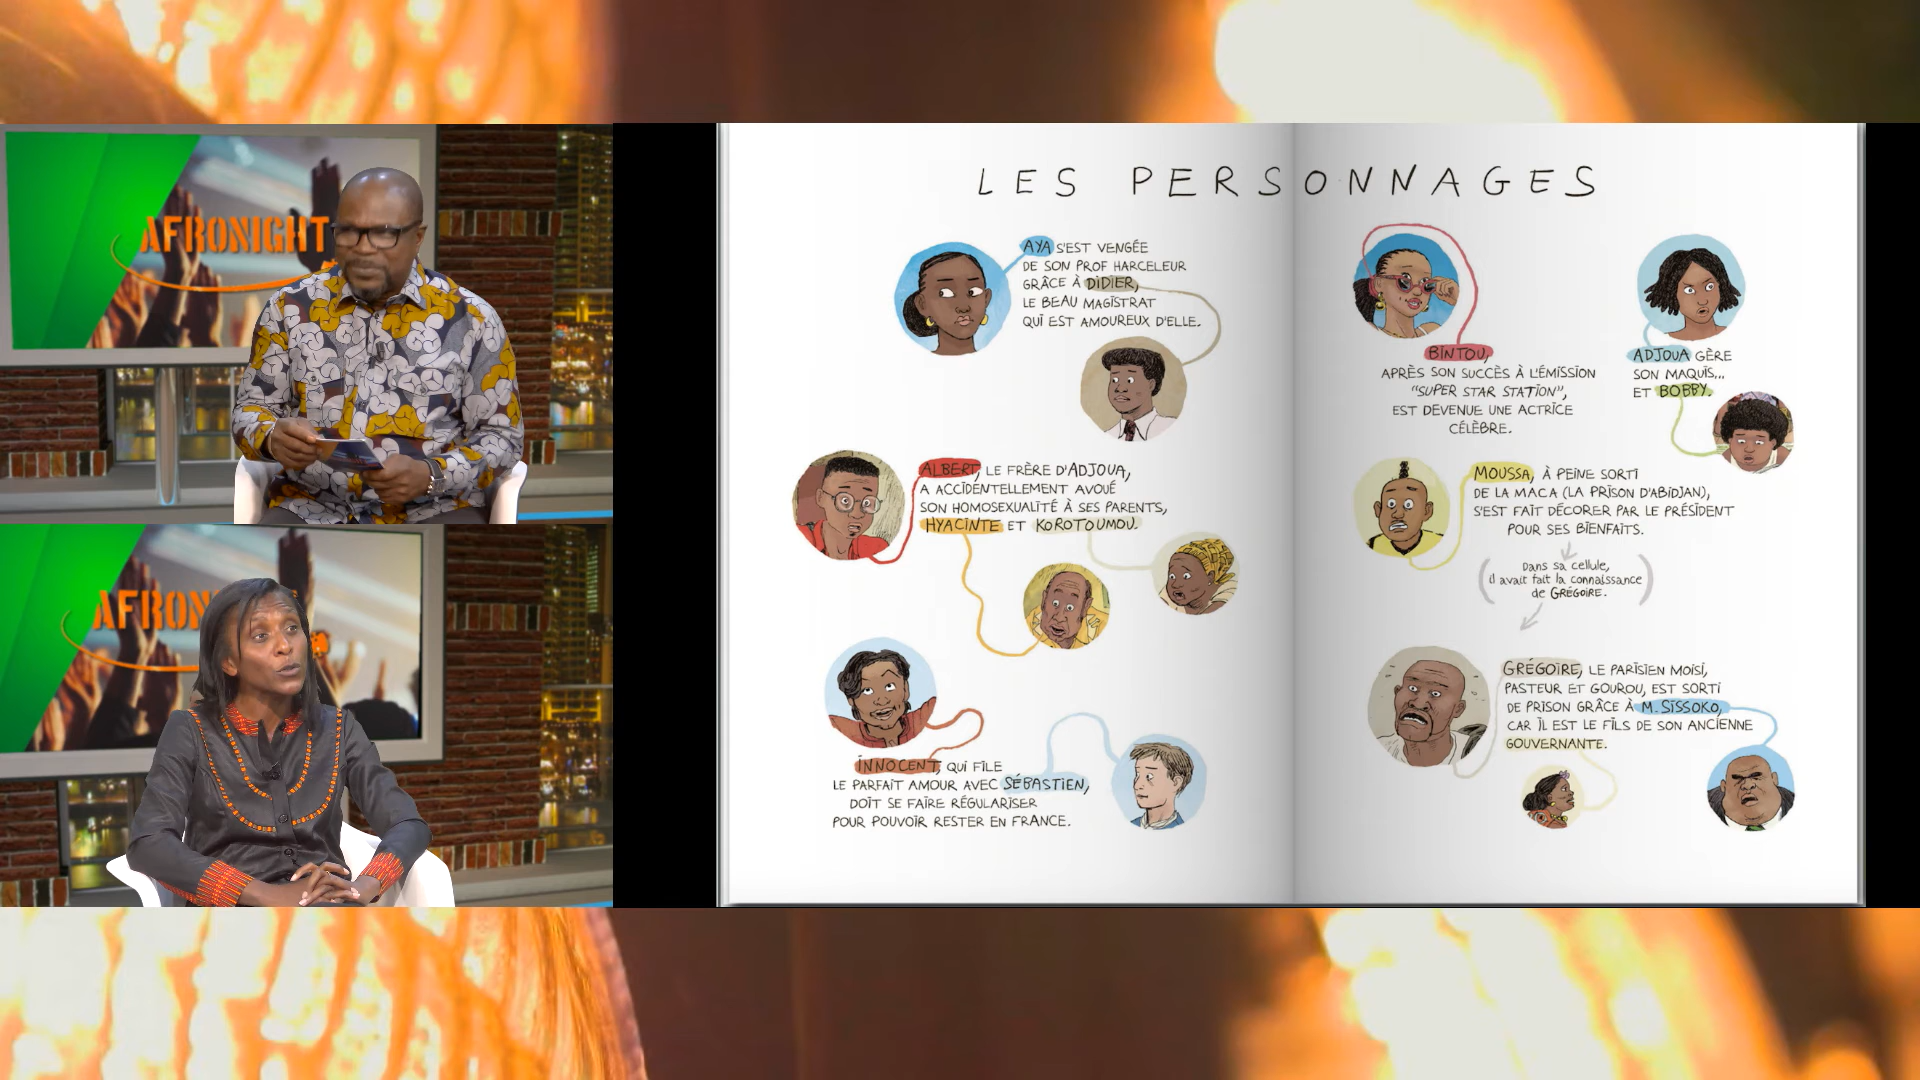 AFRONIGHT
AFRON
LES PERSONNAGES
AYA S'EST VENGÉE
DE SON PROF HARCELEUR
GRÂCE À DIDIER,
LE BEAU MAGISTRAT
QUI EST AMOUREUX D'ELLE.
ALBERT, LE FRÈRE D'ADJOUA,
A ACCIDENTELLEMENT AVOUÉ
SON HOMOSEXUALITÉ À SES PARENTS,
HYACINTE ET KOROTOUMOU.
INNOCENT, QUI FILE
LE PARFAIT AMOUR AVEC SÉBASTIEN,
DOIT SE FAIRE RÉGULARISER
POUR POUVOIR RESTER EN FRANCE.
BINTOU,
APRÈS SON SUCCÈS À L'ÉMISSION
"SUPER STAR STATION",
EST DEVENUE UNE ACTRICE
CÉLÈBRE.
ADJOUA GÈRE
SON MAQUIS...
ET BOBBY.
MOUSSA, À PEINE SORTI
DE LA MACA (LA PRISON D'ABIDJAN),
S'EST FAIT DÉCORER PAR LE PRÉSIDENT
POUR SES BIENFAITS.
(Dans sa cellule,
il avait fait la connaissance
de GRÉGOIRE.)
GRÉGOIRE, LE PARISIEN MOISI,
PASTEUR ET GOUROU, EST SORTI
DE PRISON GRÂCE À M. SISSOKO,
CAR IL EST LE FILS DE SON ANCIENNE
GOUVERNANTE.